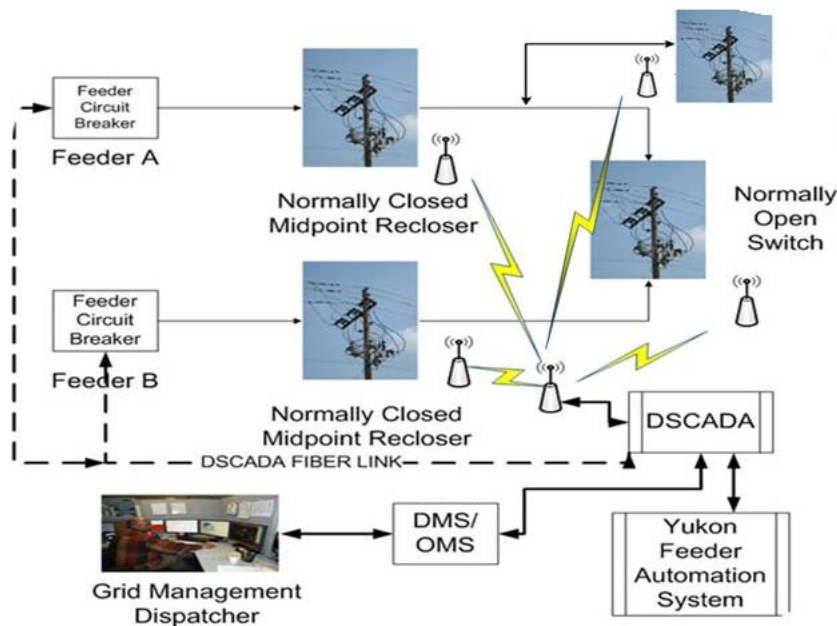 Feeder
Circuit
Breaker
Feeder A
Normally Closed
Midpoint Recloser
Normally
Open
Switch
Feeder
Circuit
Breaker
Feeder B
Normally Closed
Midpoint Recloser
DSCADA
DSCADA FIBER LINK
DMS/
OMS
Yukon
Feeder
Automation
System
Grid Management
Dispatcher